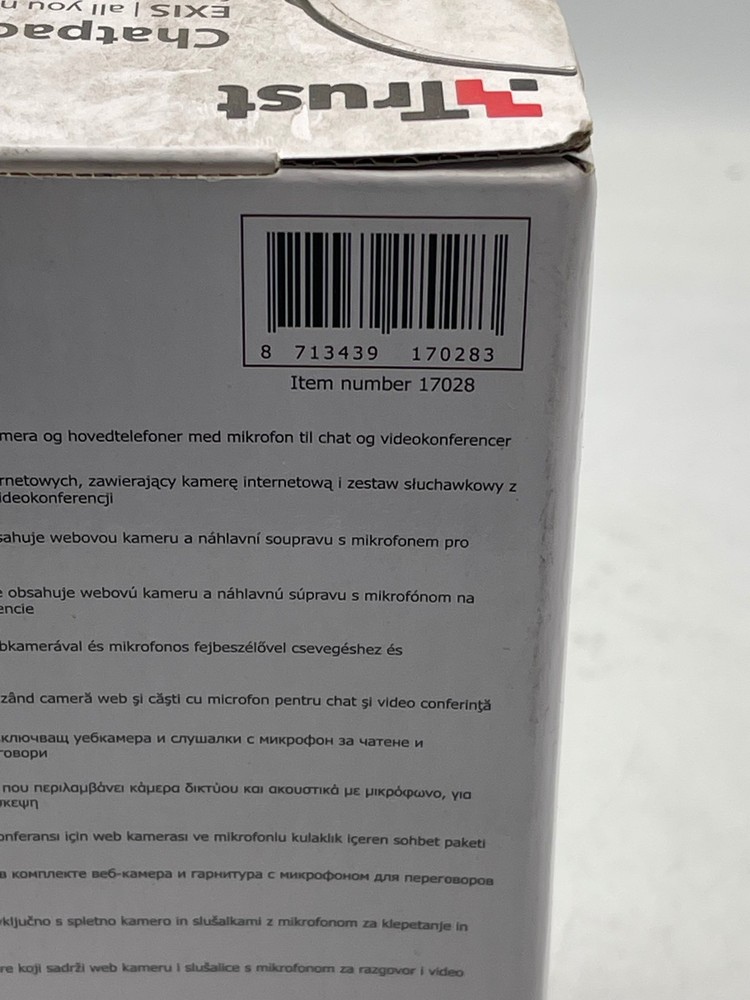 EXIS | all you n
Chatpac
Trust
8 713439 170283
Item number 17028
mera og hovedtelefoner med mikrofon til chat og videokonferencer
rnetowych, zawierający kamerę internetową i zestaw słuchawkowy z
ideokonferencji
sahuje webovou kameru a náhlavní soupravu s mikrofonem pro
e obsahuje webovú kameru a náhlavnú súpravu s mikrofónom na
encie
bkamerával és mikrofonos fejbeszélővel csevegéshez és
zând cameră web şi căşti cu microfon pentru chat şi video conferinţă
ключващ уебкамера и слушалки с микрофон за чатене и
говори
που περιλαμβάνει κάμερα δικτύου και ακουστικά με μικρόφωνο, για
σκεψη
onferansı için web kamerası ve mikrofonlu kulaklık içeren sohbet paketi
в комплекте веб-камера и гарнитура с микрофоном для переговоров
vključno s spletno kamero in slušalkami z mikrofonom za klepetanje in
re koji sadrži web kameru i slušalice s mikrofonom za razgovor i video